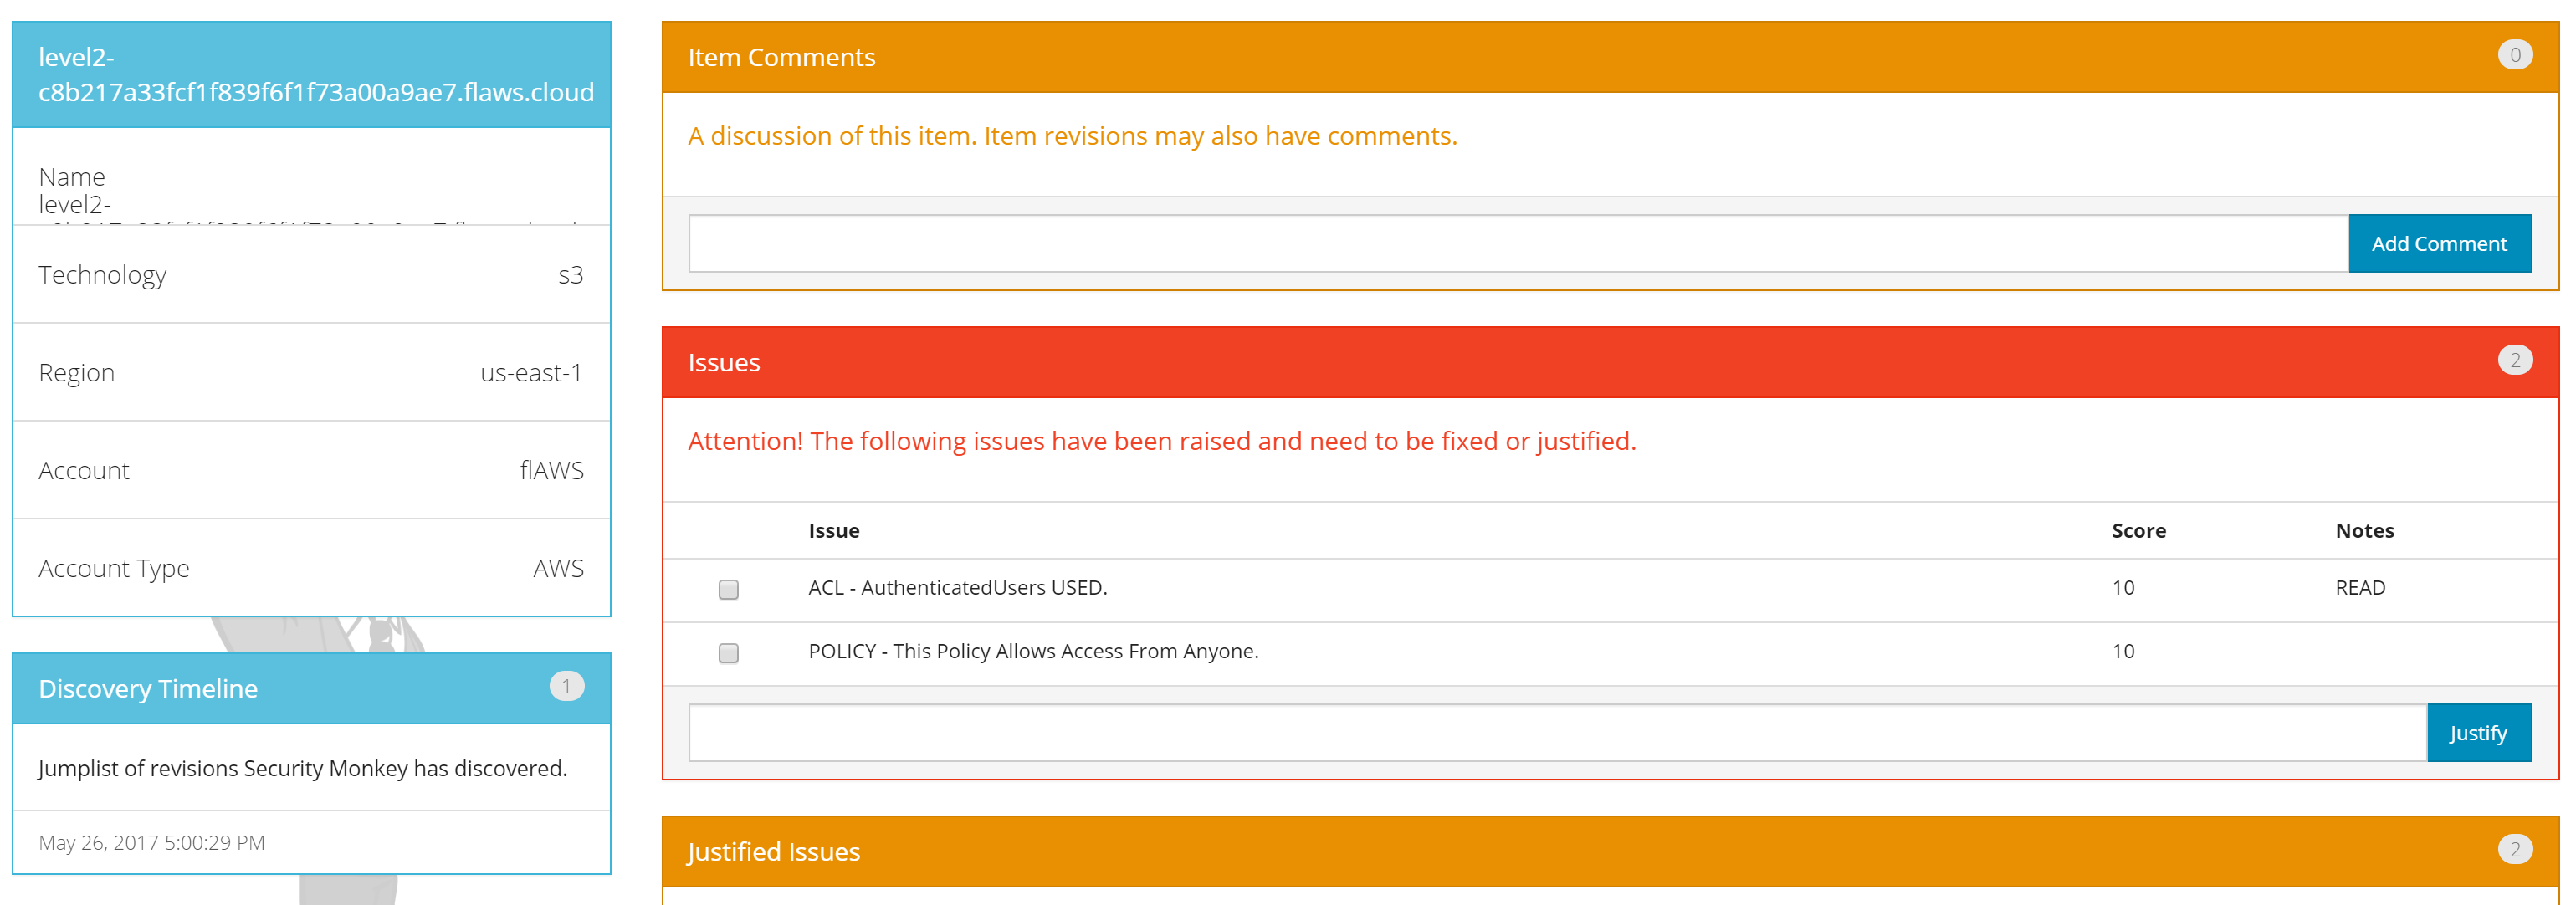 level2-
c8b217a33fcf1f839f6f1f73a00a9ae7.flaws.cloud
Name
level2-
Technology s3
Region us-east-1
Account flAWS
Account Type AWS
Discovery Timeline 1
Jumplist of revisions Security Monkey has discovered.
May 26, 2017 5:00:29 PM
Item Comments 0
A discussion of this item. Item revisions may also have comments.
Add Comment
Issues 2
Attention! The following issues have been raised and need to be fixed or justified.
Issue Score Notes
ACL - AuthenticatedUsers USED. 10 READ
POLICY - This Policy Allows Access From Anyone. 10
Justify
Justified Issues 2